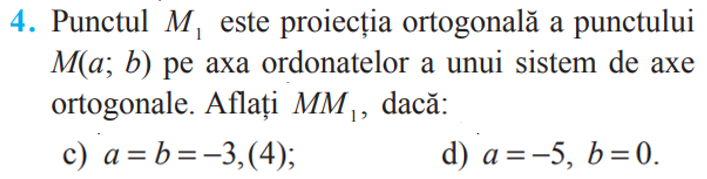 4. Punctul M₁ este proiecția ortogonală a punctului
M(a; b) pe axa ordonatelor a unui sistem de axe
ortogonale. Aflați MM₁, dacă:
c) a = b = −3,(4); d) a = −5, b = 0.